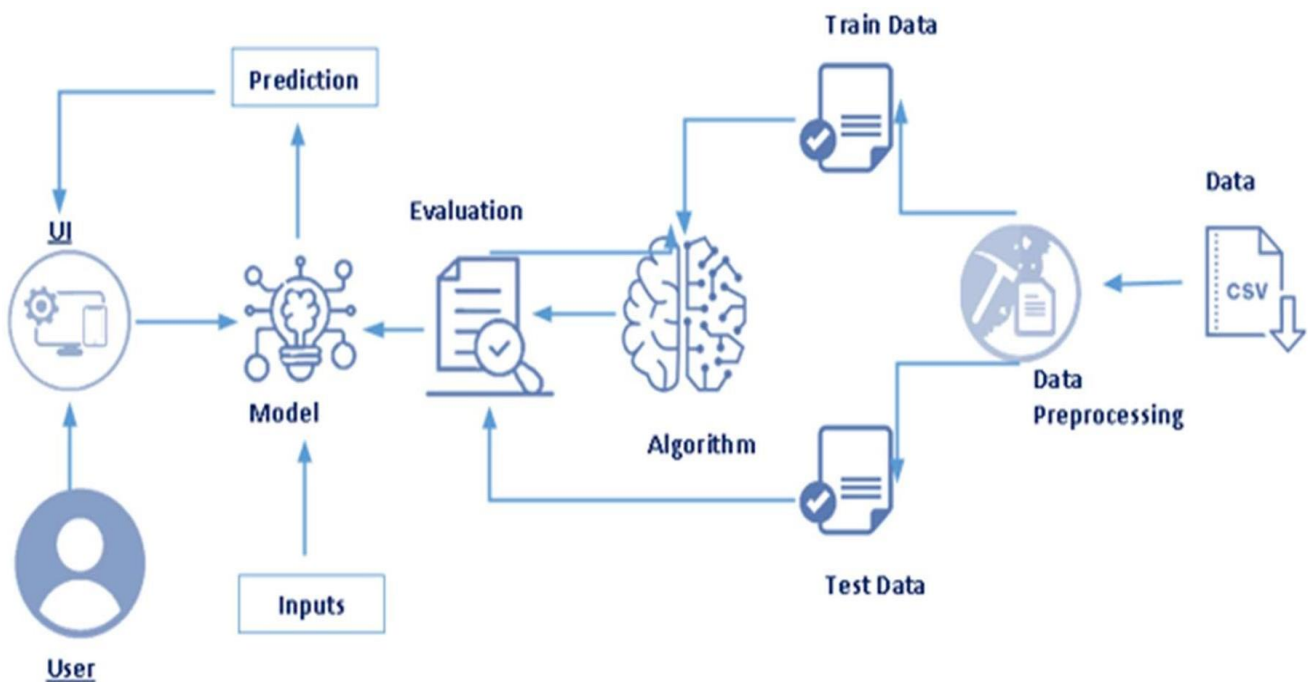 Train Data
Prediction
Data
Evaluation
UI
CSV
Data
Preprocessing
Model
Algorithm
Test Data
Inputs
User